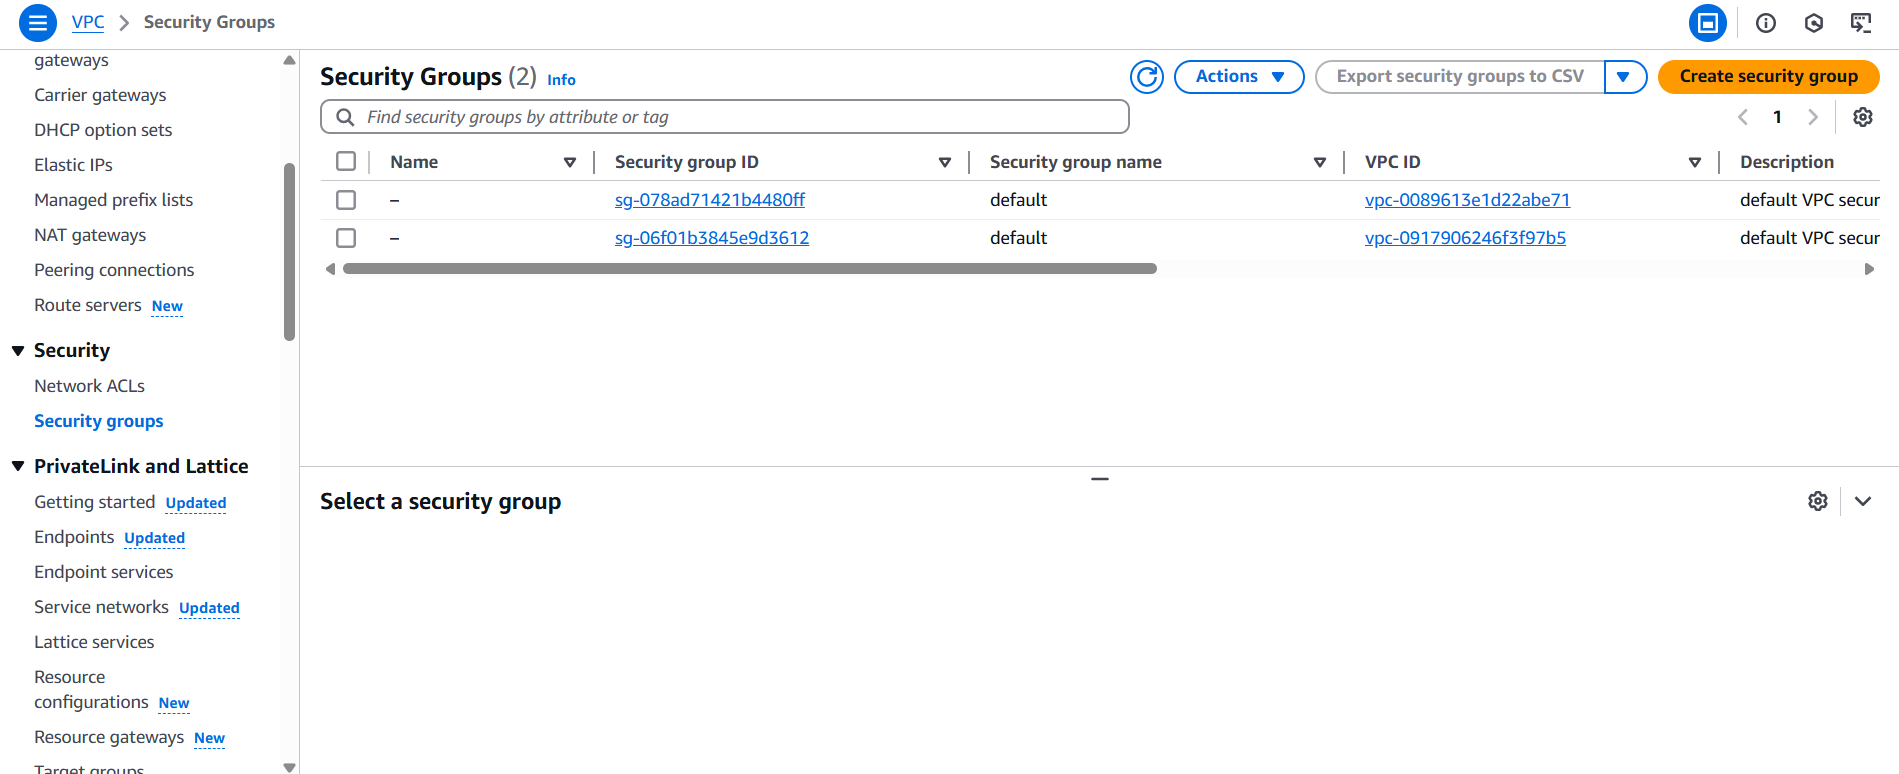 VPC > Security Groups
gateways
Carrier gateways
DHCP option sets
Elastic IPs
Managed prefix lists
NAT gateways
Peering connections
Route servers New
Security
Network ACLs
Security groups
PrivateLink and Lattice
Getting started Updated
Endpoints Updated
Endpoint services
Service networks Updated
Lattice services
Resource
configurations New
Resource gateways New
Target groups
Security Groups (2) Info
Actions
Export security groups to CSV
Create security group
Find security groups by attribute or tag
1
Name Security group ID Security group name VPC ID Description
– sg-078ad71421b4480ff default vpc-0089613e1d22abe71 default VPC secur
– sg-06f01b3845e9d3612 default vpc-0917906246f3f97b5 default VPC secur
Select a security group